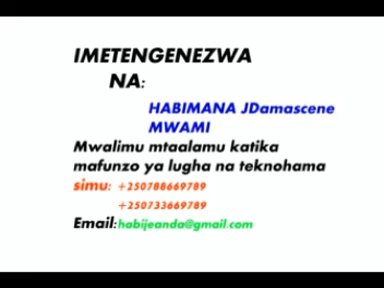 IMETENGENEZWA
NA:
HABIMANA JDamascene
MWAMI
Mwalimu mtaalamu katika
mafunzo ya lugha na teknohama
simu: +250788669789
+250733669789
Email:habijeanda@gmail.com